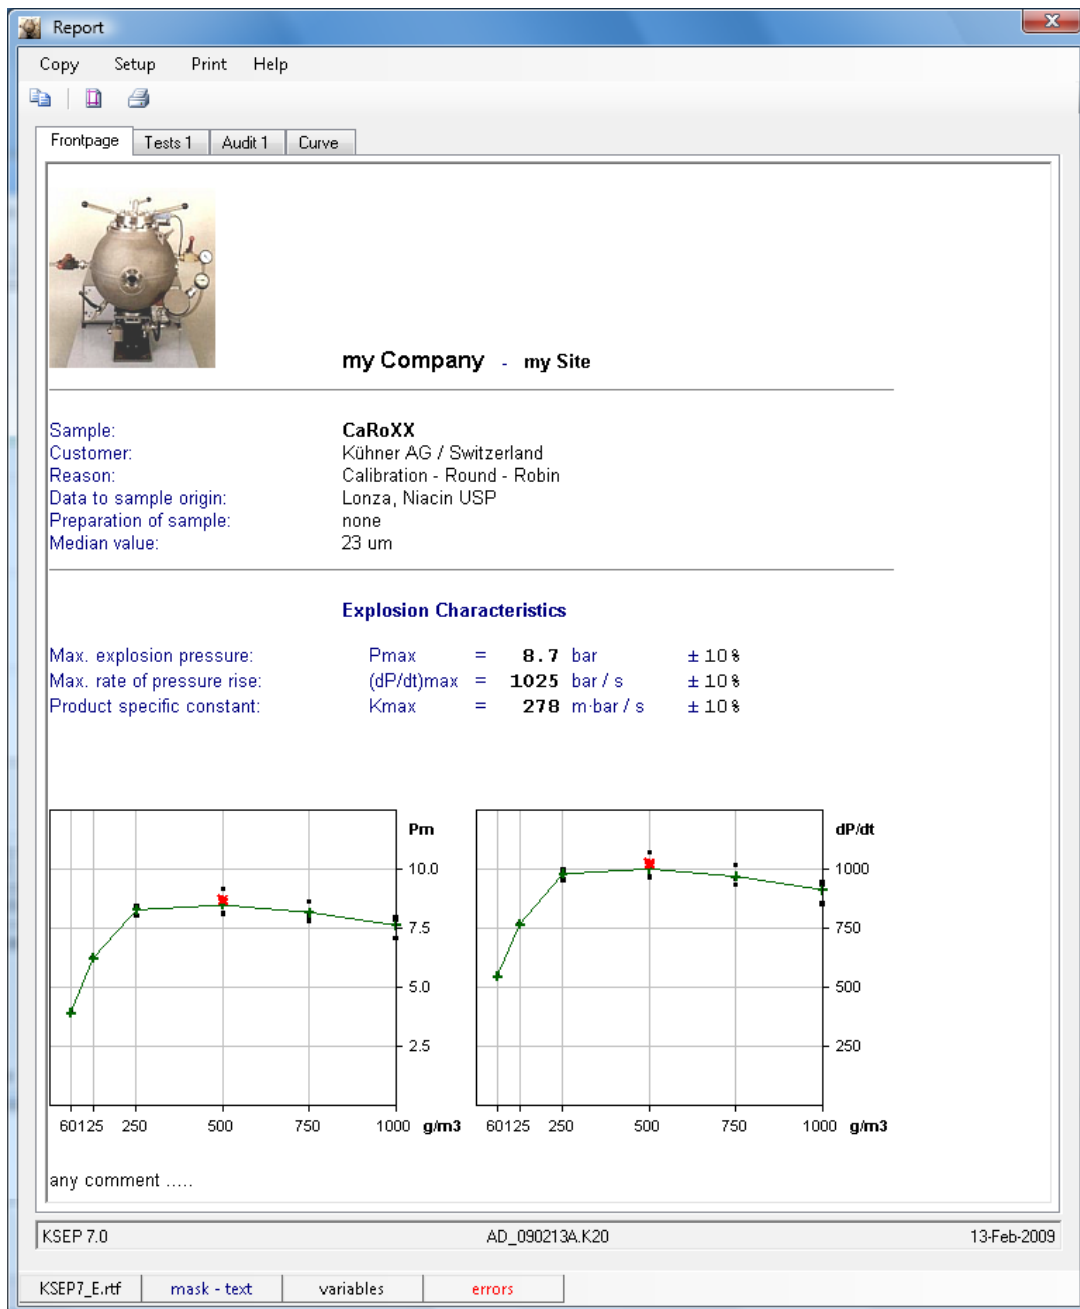 Report
Copy Setup Print Help
Frontpage Tests 1 Audit 1 Curve
my Company - my Site
Sample: CaRoXX
Customer: Kühner AG / Switzerland
Reason: Calibration - Round - Robin
Data to sample origin: Lonza, Niacin USP
Preparation of sample: none
Median value: 23 um
Explosion Characteristics
Max. explosion pressure: Pmax = 8.7 bar ± 10%
Max. rate of pressure rise: (dP/dt)max = 1025 bar / s ± 10%
Product specific constant: Kmax = 278 m·bar / s ± 10%
Pm
10.0
7.5
5.0
2.5
60 125 250 500 750 1000 g/m3
dP/dt
1000
750
500
250
60 125 250 500 750 1000 g/m3
any comment .....
KSEP 7.0 AD_090213A.K20 13-Feb-2009
KSEP7_E.rtf mask - text variables errors